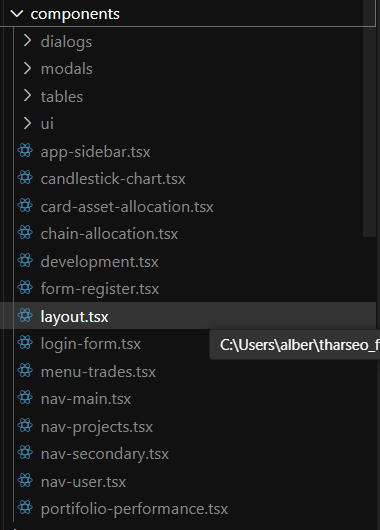 components
dialogs
modals
tables
ui
app-sidebar.tsx
candlestick-chart.tsx
card-asset-allocation.tsx
chain-allocation.tsx
development.tsx
form-register.tsx
layout.tsx
login-form.tsx
C:\Users\alber\tharseo_f
menu-trades.tsx
nav-main.tsx
nav-projects.tsx
nav-secondary.tsx
nav-user.tsx
portifolio-performance.tsx